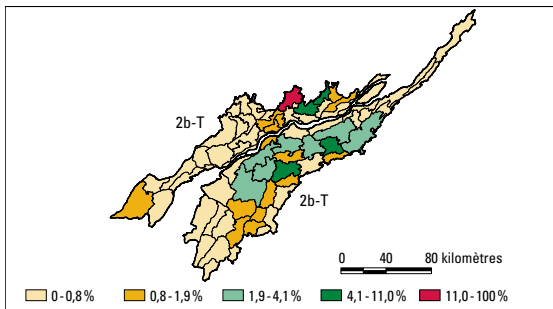 2b-T
2b-T
0 40 80 kilomètres
0 - 0,8 % 0,8 - 1,9 % 1,9 - 4,1 % 4,1 - 11,0 % 11,0 - 100 %